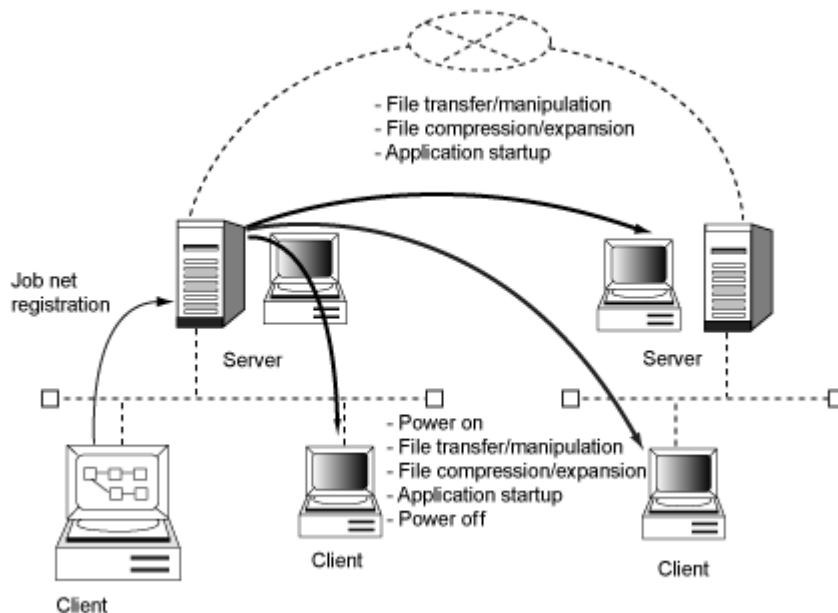 - File transfer/manipulation
- File compression/expansion
- Application startup
Job net
registration
Server
Server
- Power on
- File transfer/manipulation
- File compression/expansion
- Application startup
- Power off
Client
Client
Client